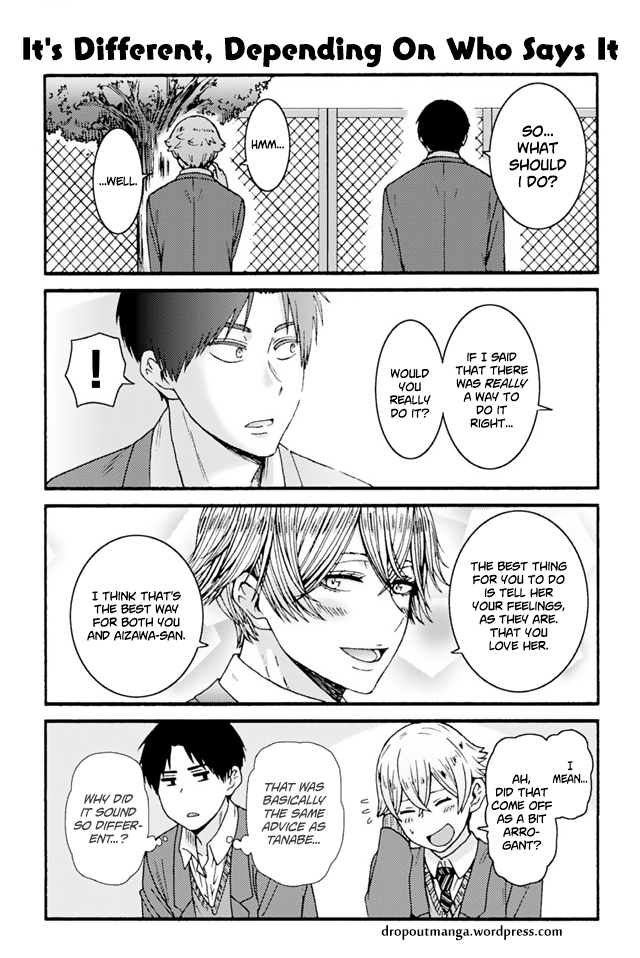 It's Different, Depending On Who Says It
SO...
WHAT
SHOULD
I DO?
HMM...
...WELL.
IF I SAID
THAT THERE
WAS REALLY
A WAY TO
DO IT
RIGHT...
WOULD
YOU
REALLY
DO IT?
!
THE BEST THING
FOR YOU TO DO
IS TELL HER
YOUR FEELINGS,
AS THEY ARE.
THAT YOU
LOVE HER.
I THINK THAT'S
THE BEST WAY
FOR BOTH YOU
AND AIZAWA-SAN.
I
MEAN...
AH,
DID THAT
COME OFF
AS A BIT
ARRO-
GANT?
THAT WAS
BASICALLY
THE SAME
ADVICE AS
TANABE...
WHY DID
IT SOUND
SO DIFFER-
ENT...?
dropoutmanga.wordpress.com